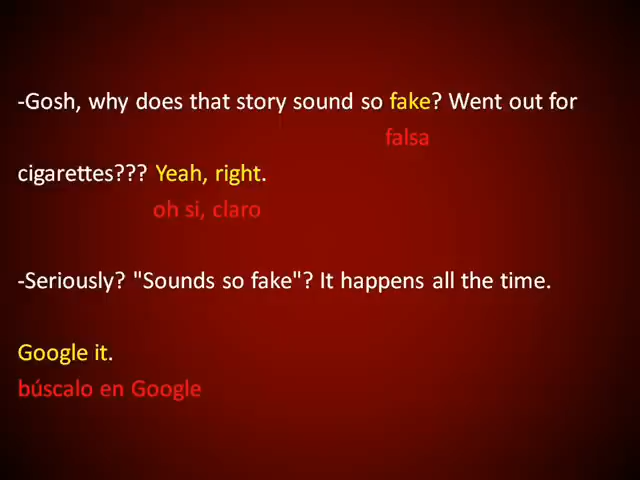 -Gosh, why does that story sound so fake? Went out for
falsa
cigarettes??? Yeah, right.
oh si, claro
-Seriously? "Sounds so fake"? It happens all the time.
Google it.
búscalo en Google